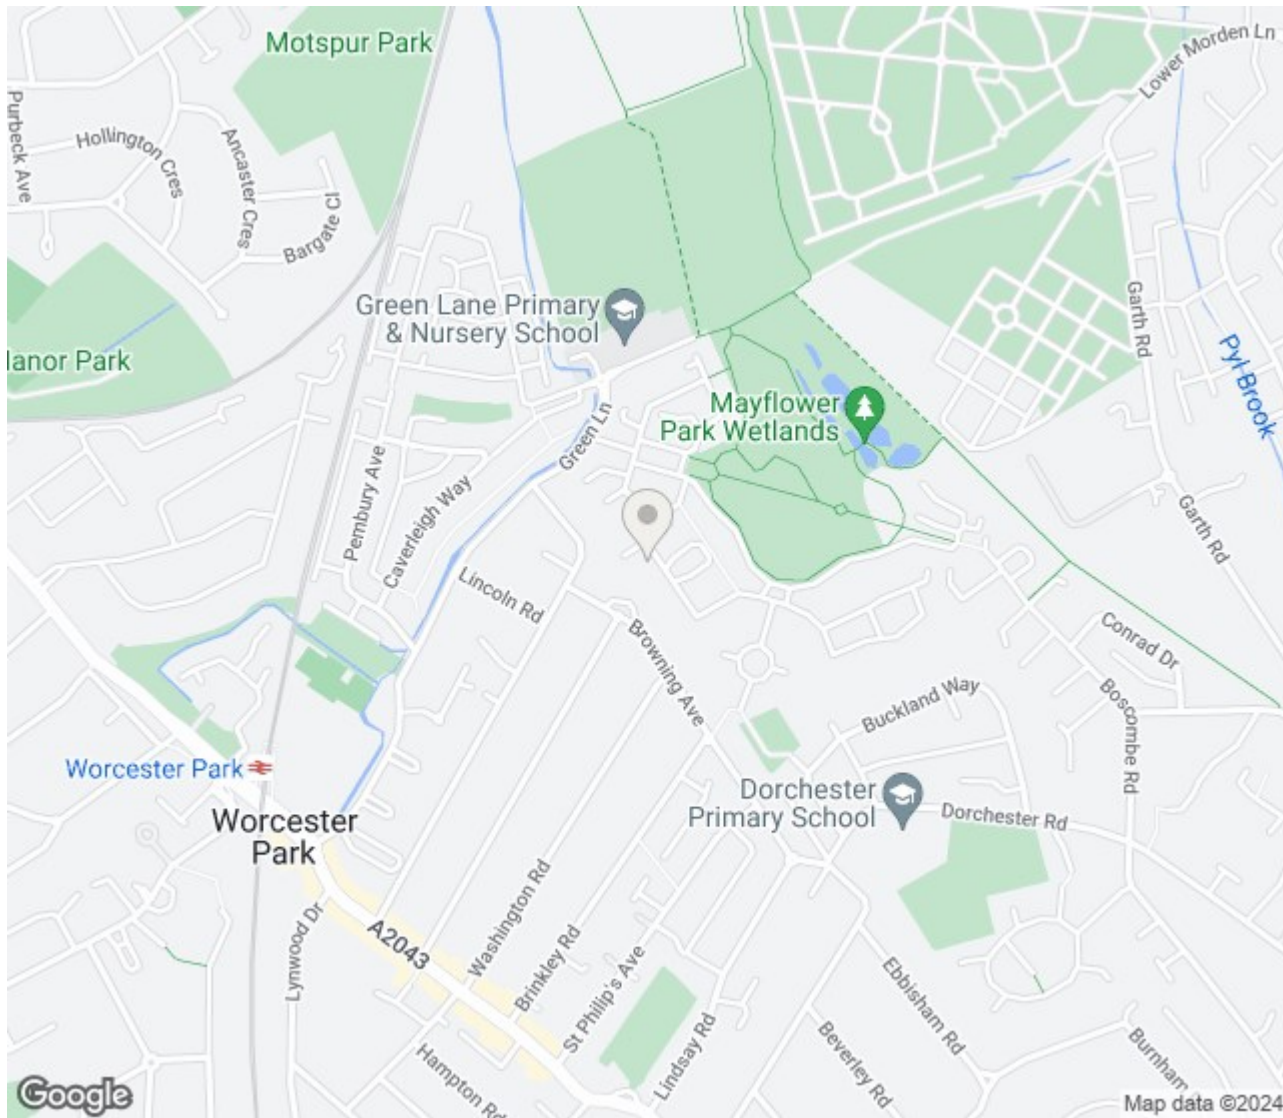 Motspur Park
Lower Morden Ln
Purbeck Ave
Hollington Cres
Ancaster Cres
Bargate Cl
Green Lane Primary
& Nursery School
Garth Rd
Pyl Brook
lanor Park
Mayflower
Park Wetlands
Green Ln
Pembury Ave
Caverleigh Way
Garth Rd
Lincoln Rd
Browning Ave
Conrad Dr
Buckland Way
Boscombe Rd
Worcester Park
Dorchester
Primary School
Dorchester Rd
Worcester
Park
Washington Rd
Lynwood Dr
A2043
Brinkley Rd
St Philip's Ave
Ebbisham Rd
Lindsay Rd
Beverley Rd
Burnham
Hampton Rd
Google
Map data ©2024